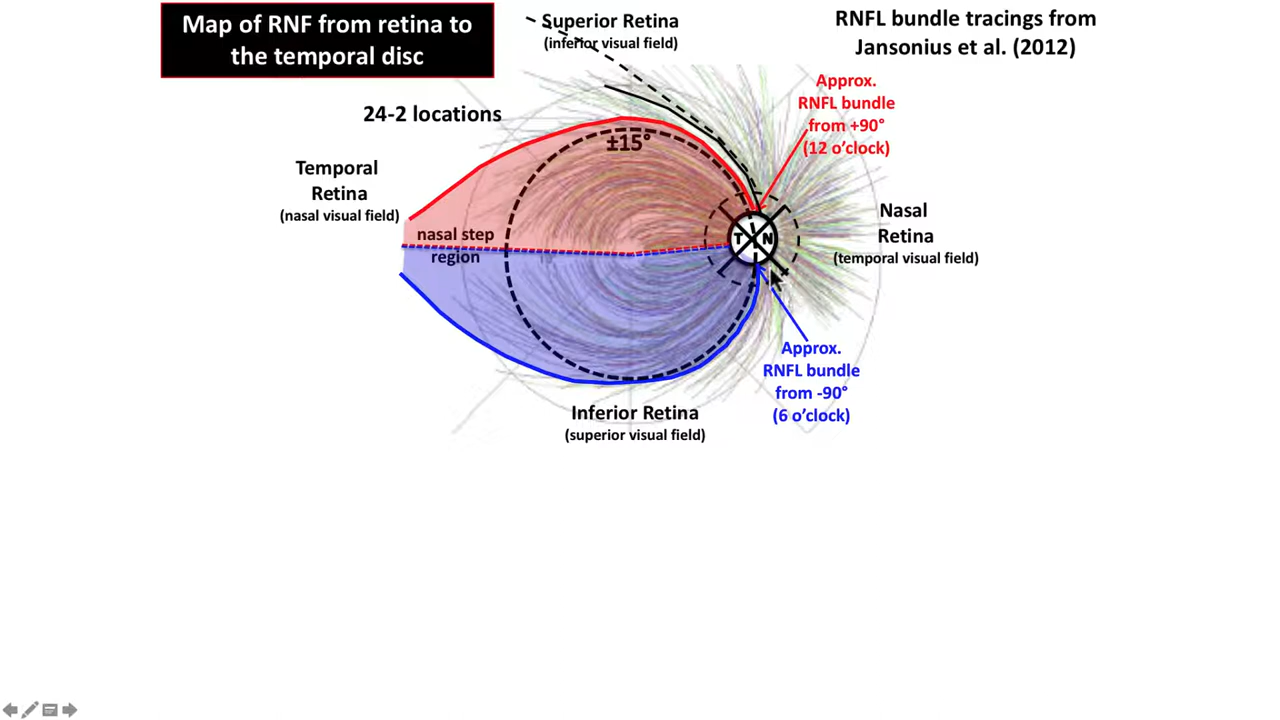 Map of RNF from retina to
the temporal disc
Superior Retina
(inferior visual field)
RNFL bundle tracings from
Jansonius et al. (2012)
24-2 locations
±15°
Approx.
RNFL bundle
from +90°
(12 o’clock)
Temporal
Retina
(nasal visual field)
nasal step
region
T N
Nasal
Retina
(temporal visual field)
Approx.
RNFL bundle
from -90°
(6 o’clock)
Inferior Retina
(superior visual field)